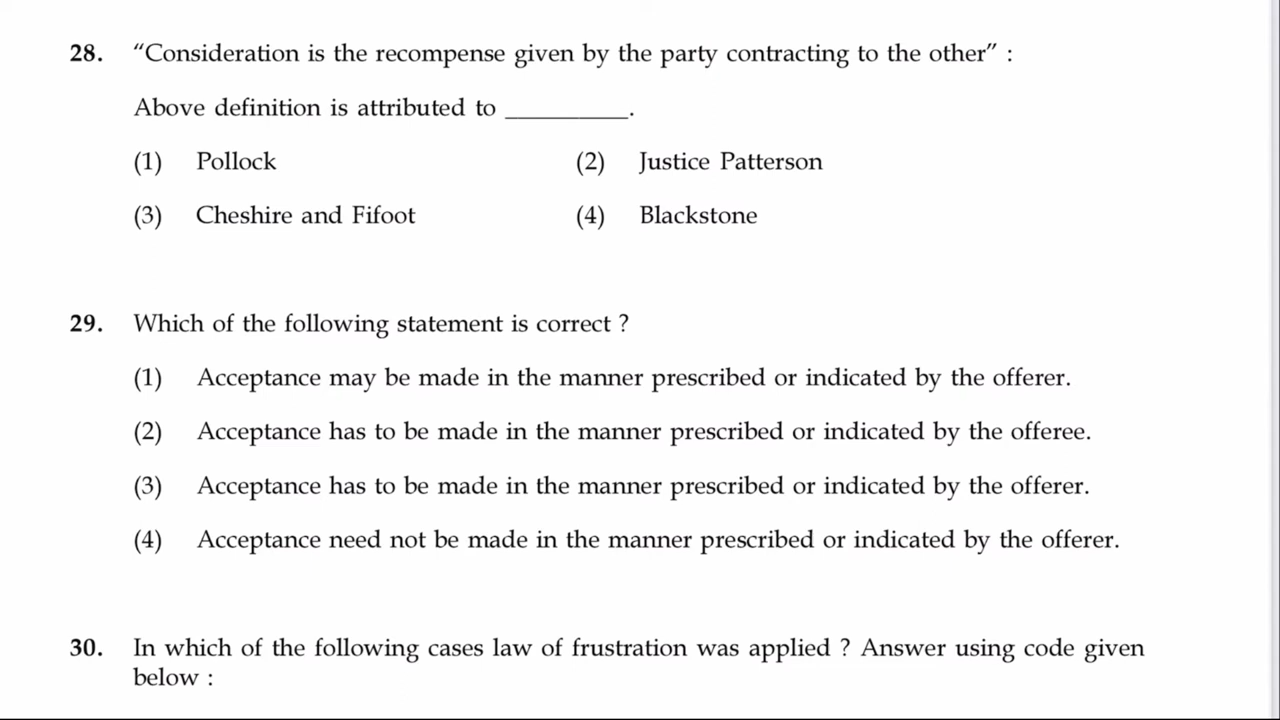 28. “Consideration is the recompense given by the party contracting to the other” :
Above definition is attributed to __________.
(1) Pollock (2) Justice Patterson
(3) Cheshire and Fifoot (4) Blackstone
29. Which of the following statement is correct ?
(1) Acceptance may be made in the manner prescribed or indicated by the offerer.
(2) Acceptance has to be made in the manner prescribed or indicated by the offeree.
(3) Acceptance has to be made in the manner prescribed or indicated by the offerer.
(4) Acceptance need not be made in the manner prescribed or indicated by the offerer.
30. In which of the following cases law of frustration was applied ? Answer using code given
below :